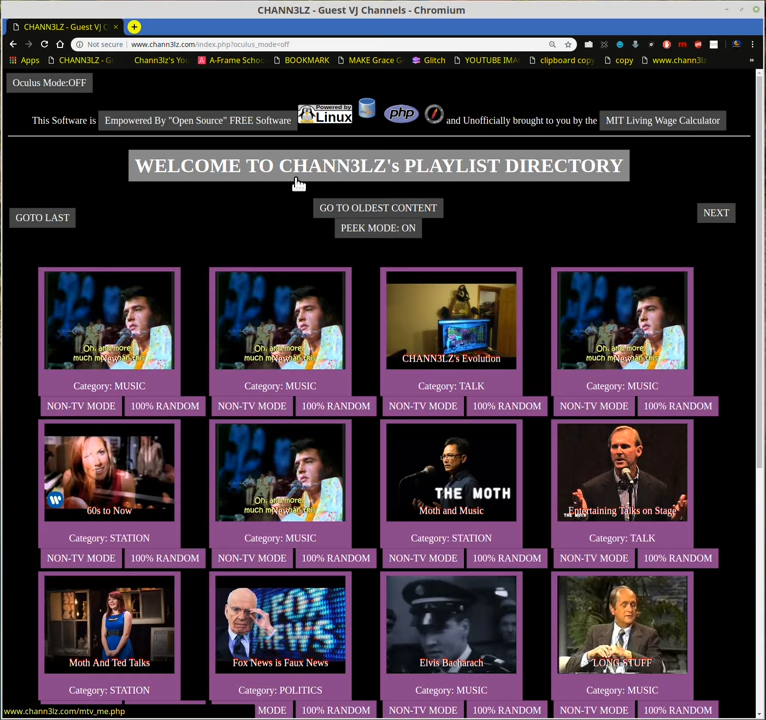 CHANN3LZ - Guest VJ Channels - Chromium
CHANN3LZ - Guest VJ C
Not secure | www.chann3lz.com/index.php?oculus_mode=off
Apps CHANN3LZ - G Chann3lz's You A-Frame Scho BOOKMARK MAKE Grace G Glitch YOUTUBE IMA clipboard copy copy www.chann3lz
Oculus Mode:OFF
This Software is Empowered By "Open Source" FREE Software Powered by Linux php and Unofficially brought to you by the MIT Living Wage Calculator
WELCOME TO CHANN3LZ's PLAYLIST DIRECTORY
GOTO LAST
GO TO OLDEST CONTENT
PEEK MODE: ON
NEXT
CHANN3LZ's Evolution
Category: MUSIC Category: MUSIC Category: TALK Category: MUSIC
NON-TV MODE 100% RANDOM NON-TV MODE 100% RANDOM NON-TV MODE 100% RANDOM NON-TV MODE 100% RANDOM
THE MOTH
60s to Now Moth and Music Entertaining Talks on Stage
Category: STATION Category: MUSIC Category: STATION Category: TALK
NON-TV MODE 100% RANDOM NON-TV MODE 100% RANDOM NON-TV MODE 100% RANDOM NON-TV MODE 100% RANDOM
FOX NEWS
Moth And Ted Talks Fox News is Faux News Elvis Bacharach LONG STUFF
Category: STATION Category: POLITICS Category: MUSIC Category: MUSIC
MODE 100% RANDOM NON-TV MODE 100% RANDOM NON-TV MODE 100% RANDOM
www.chann3lz.com/mtv_me.php